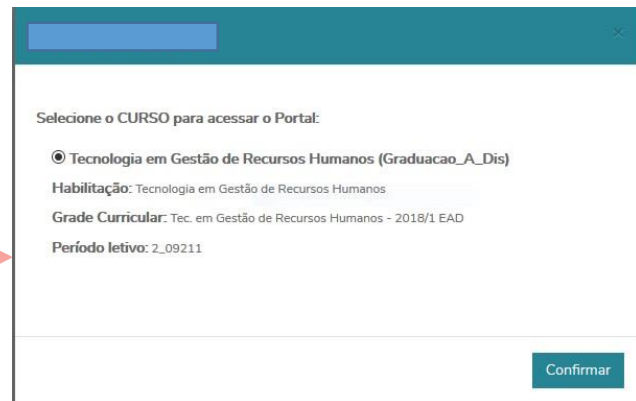 Selecione o CURSO para acessar o Portal:
Tecnologia em Gestão de Recursos Humanos (Graduacao_A_Dis)
Habilitação: Tecnologia em Gestão de Recursos Humanos
Grade Curricular: Tec. em Gestão de Recursos Humanos - 2018/1 EAD
Período letivo: 2_09211
Confirmar